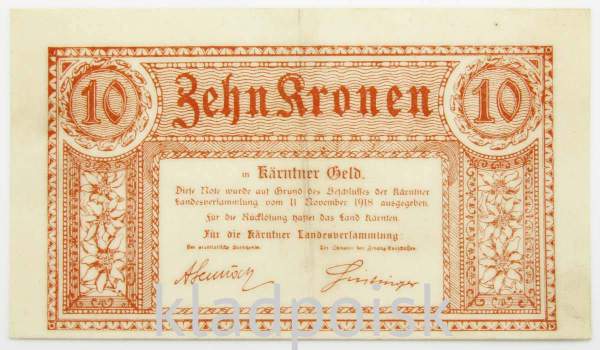 10 Zehn Kronen 10
in Kärntner Geld.
Diese Note wurde auf Grund des Beschlusses der Kärntner
Landesversammlung vom 11 November 1918 ausgegeben
Für die Rücklösung haftet das Land Kärnten
Für die Kärntner Landesversammlung:
kladpoisk